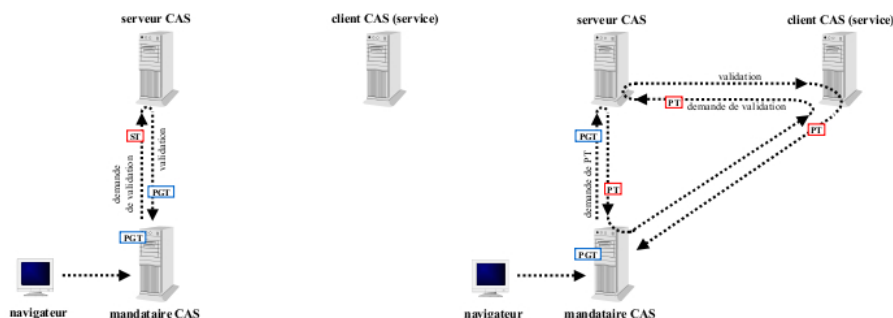 serveur CAS
client CAS (service)
ST
demande
de validation
validation
PGT
PGT
navigateur
mandataire CAS
serveur CAS
client CAS (service)
validation
PT
demande de validation
PT
PGT
demande de PT
PT
PGT
navigateur
mandataire CAS